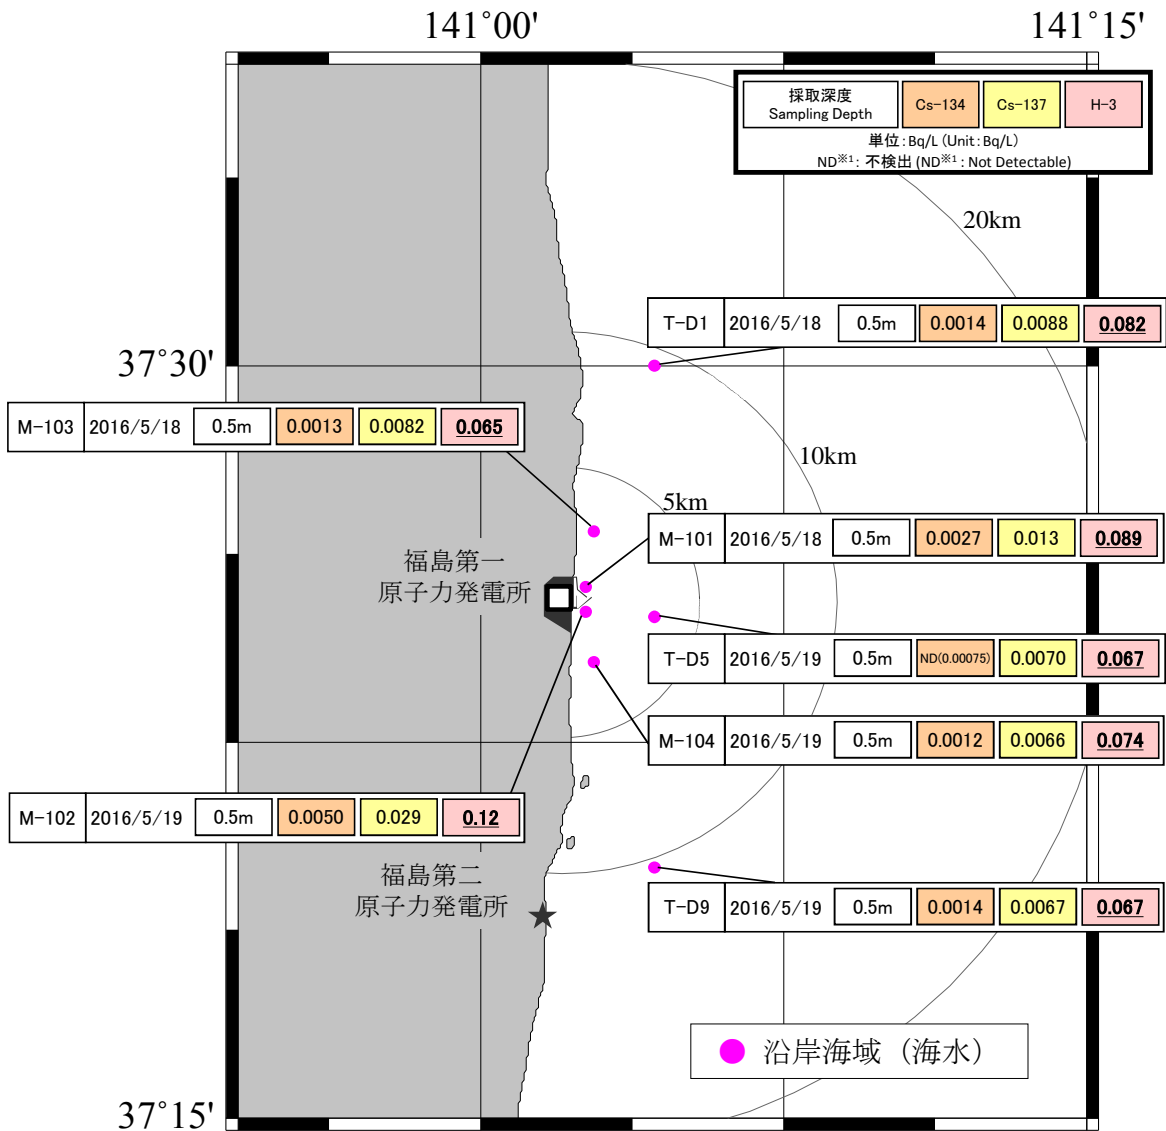 141°00'
141°15'
採取深度
Sampling Depth
Cs-134
Cs-137
H-3
単位:Bq/L (Unit:Bq/L)
ND※1: 不検出 (ND※1: Not Detectable)
20km
T-D1 2016/5/18 0.5m 0.0014 0.0088 0.082
37°30'
M-103 2016/5/18 0.5m 0.0013 0.0082 0.065
10km
5km
M-101 2016/5/18 0.5m 0.0027 0.013 0.089
福島第一
原子力発電所
T-D5 2016/5/19 0.5m ND(0.00075) 0.0070 0.067
M-104 2016/5/19 0.5m 0.0012 0.0066 0.074
M-102 2016/5/19 0.5m 0.0050 0.029 0.12
福島第二
原子力発電所
T-D9 2016/5/19 0.5m 0.0014 0.0067 0.067
沿岸海域（海水）
37°15'